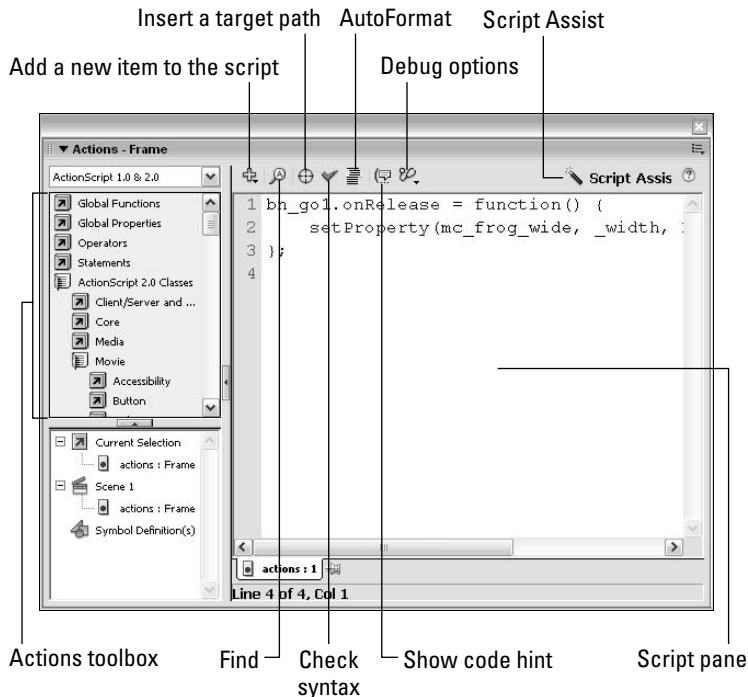 Insert a target path AutoFormat
Script Assist
Add a new item to the script
Debug options
Actions - Frame
ActionScript 1.0 & 2.0
Script Assis
Global Functions
Global Properties
Operators
Statements
ActionScript 2.0 Classes
Client/Server and ...
Core
Media
Movie
Accessibility
Button
1 bn_go1.onRelease = function() {
2 setProperty(mc_frog_wide, _width,
3 };
4
Current Selection
actions : Frame
Scene 1
actions : Frame
Symbol Definition(s)
actions : 1
Line 4 of 4, Col 1
Actions toolbox
Find
Check
syntax
Show code hint
Script pane